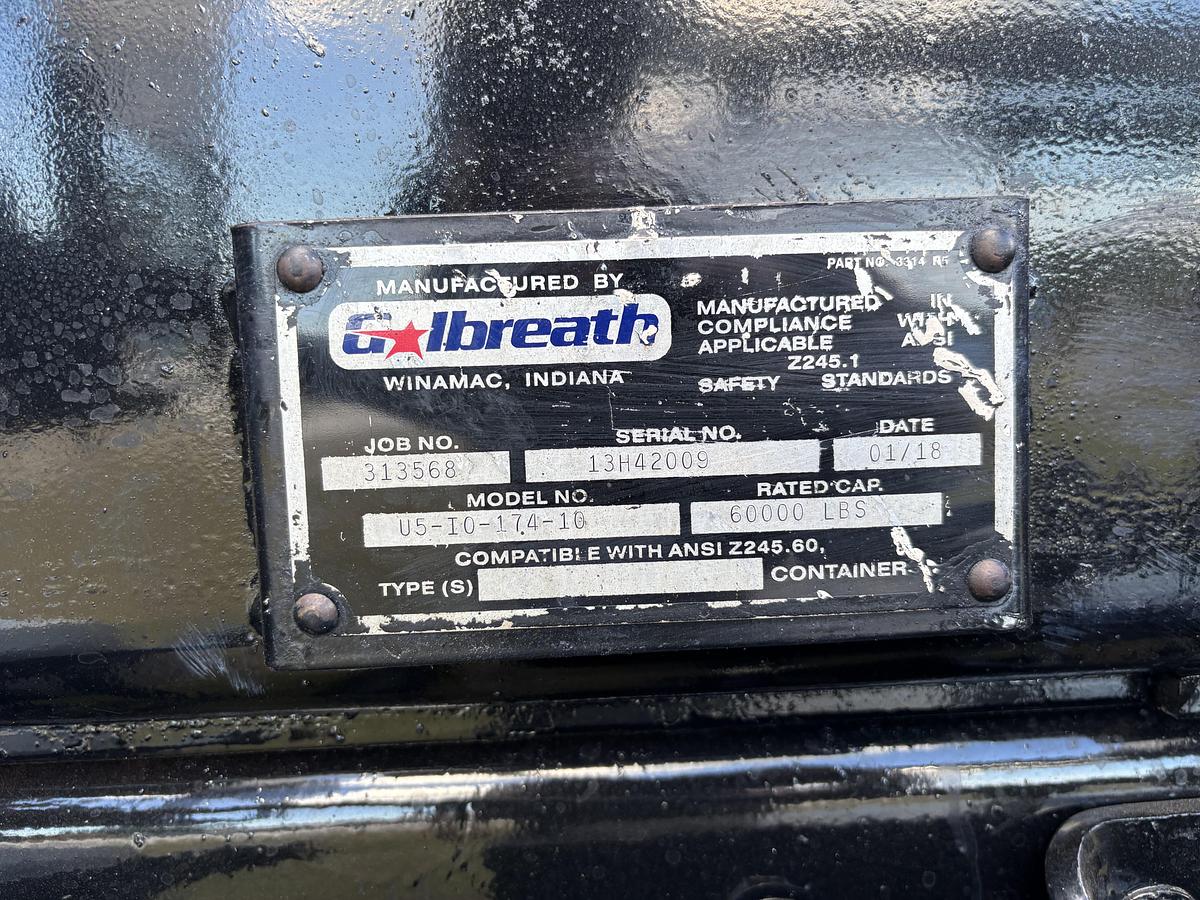 PART NO. 3314 R5
MANUFACTURED BY
Galbreath
WINAMAC, INDIANA
MANUFACTURED IN
COMPLIANCE WITH
APPLICABLE ANSI
Z245.1
SAFETY STANDARDS
JOB NO. SERIAL NO. DATE
313568 13H42009 01/18
MODEL NO. RATED CAP.
U5-IO-174-10 60000 LBS
COMPATIBLE WITH ANSI Z245.60,
TYPE (S) CONTAINER